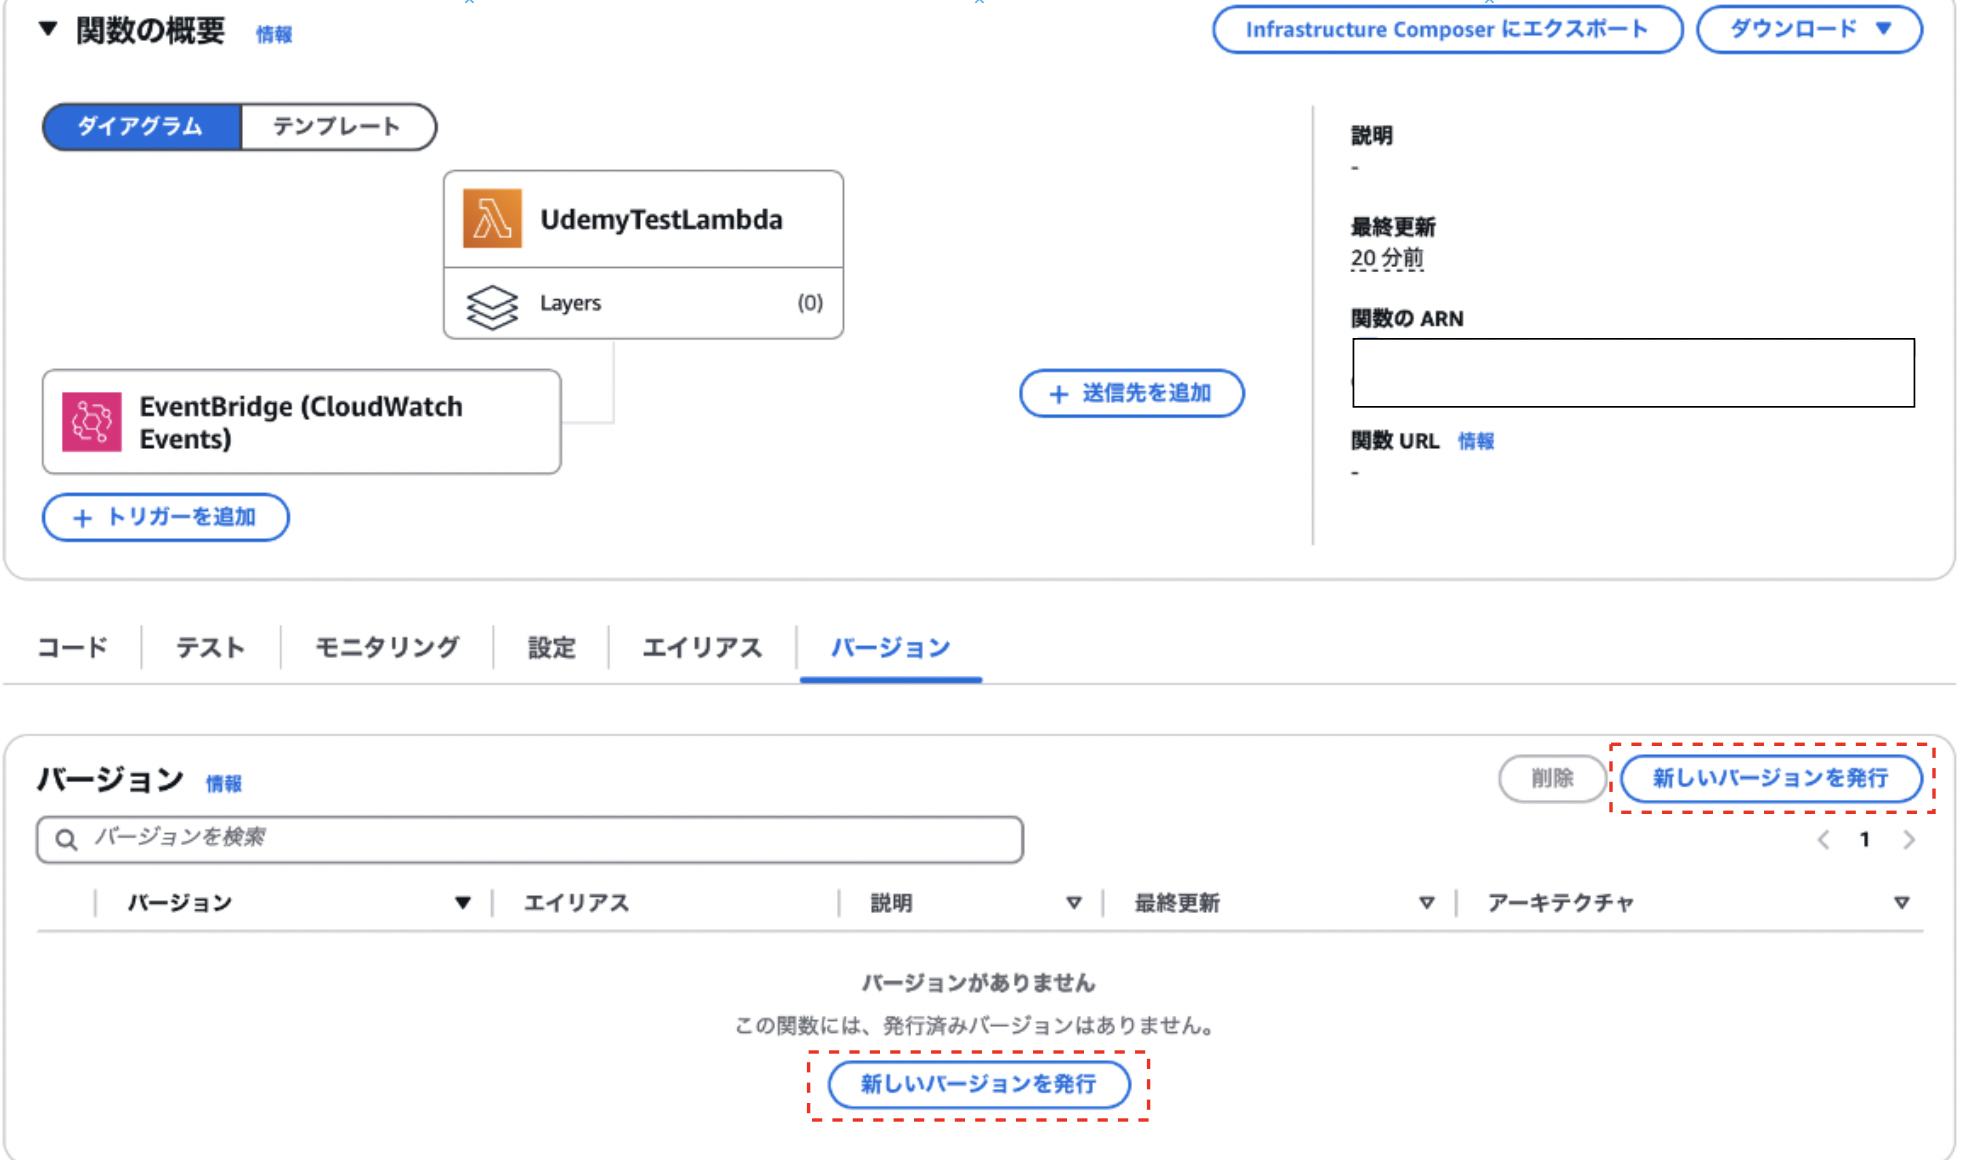 ▼ 関数の概要 情報
Infrastructure Composer にエクスポート
ダウンロード ▼
ダイアグラム
テンプレート
UdemyTestLambda
Layers (0)
EventBridge (CloudWatch
Events)
+ 送信先を追加
+ トリガーを追加
説明
-
最終更新
20 分前
関数の ARN
関数 URL 情報
-
コード
テスト
モニタリング
設定
エイリアス
バージョン
バージョン 情報
削除
新しいバージョンを発行
バージョンを検索
1
バージョン
エイリアス
説明
最終更新
アーキテクチャ
バージョンがありません
この関数には、発行済みバージョンはありません。
新しいバージョンを発行